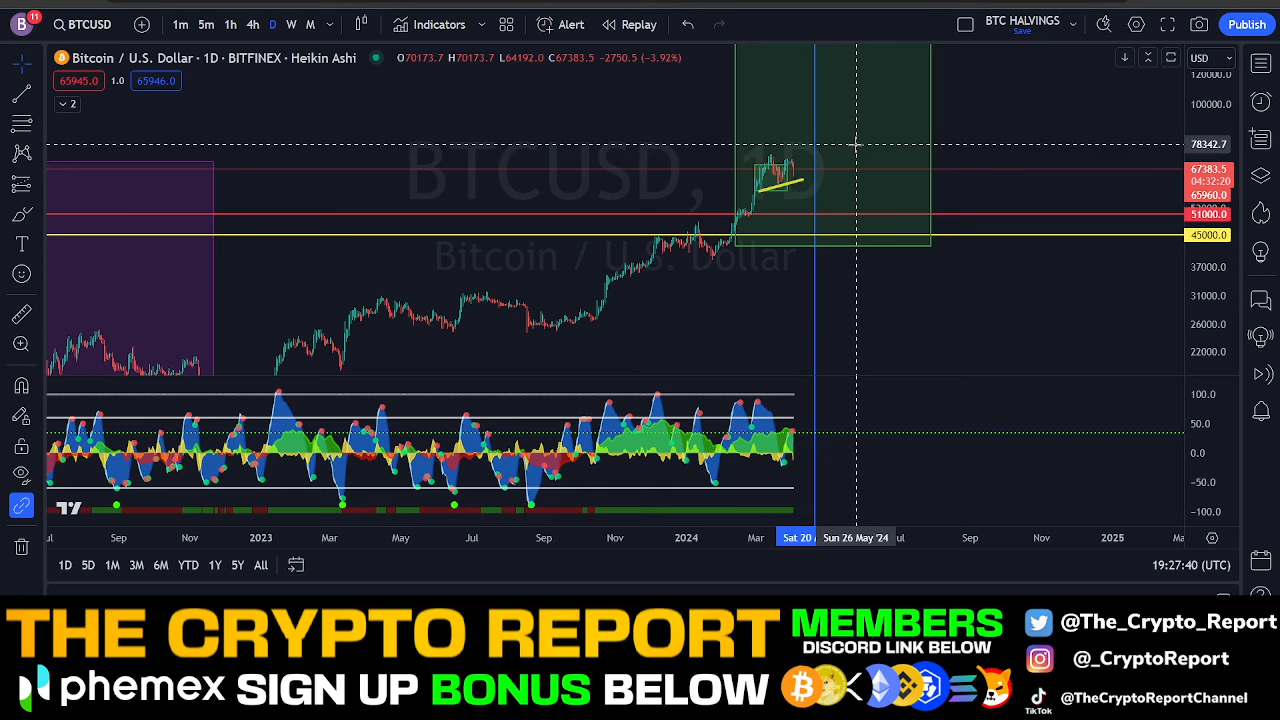 B 11 BTCUSD 1m 5m 1h 4h D W M Indicators Alert Replay BTC HALVINGS Save Publish
Bitcoin / U.S. Dollar · 1D · BITFINEX · Heikin Ashi O70173.7 H70173.7 L64192.0 C67383.5 -2750.5 (-3.92%) USD
65945.0 1.0 65946.0
2
120000.0
100000.0
BTCUSD, 1D
Bitcoin / U.S. Dollar
78342.7
67383.5
04:32:20
65960.0
51000.0
45000.0
37000.0
31000.0
26000.0
22000.0
100.0
50.0
0.0
-50.0
-100.0
Sep Nov 2023 Mar May Jul Sep Nov 2024 Mar Sat 20 Sun 26 May '24 ul Sep Nov 2025
1D 5D 1M 3M 6M YTD 1Y 5Y All 19:27:40 (UTC)
THE CRYPTO REPORT
MEMBERS
DISCORD LINK BELOW
phemex SIGN UP BONUS BELOW
@The_Crypto_Report
@_CryptoReport
TikTok @TheCryptoReportChannel